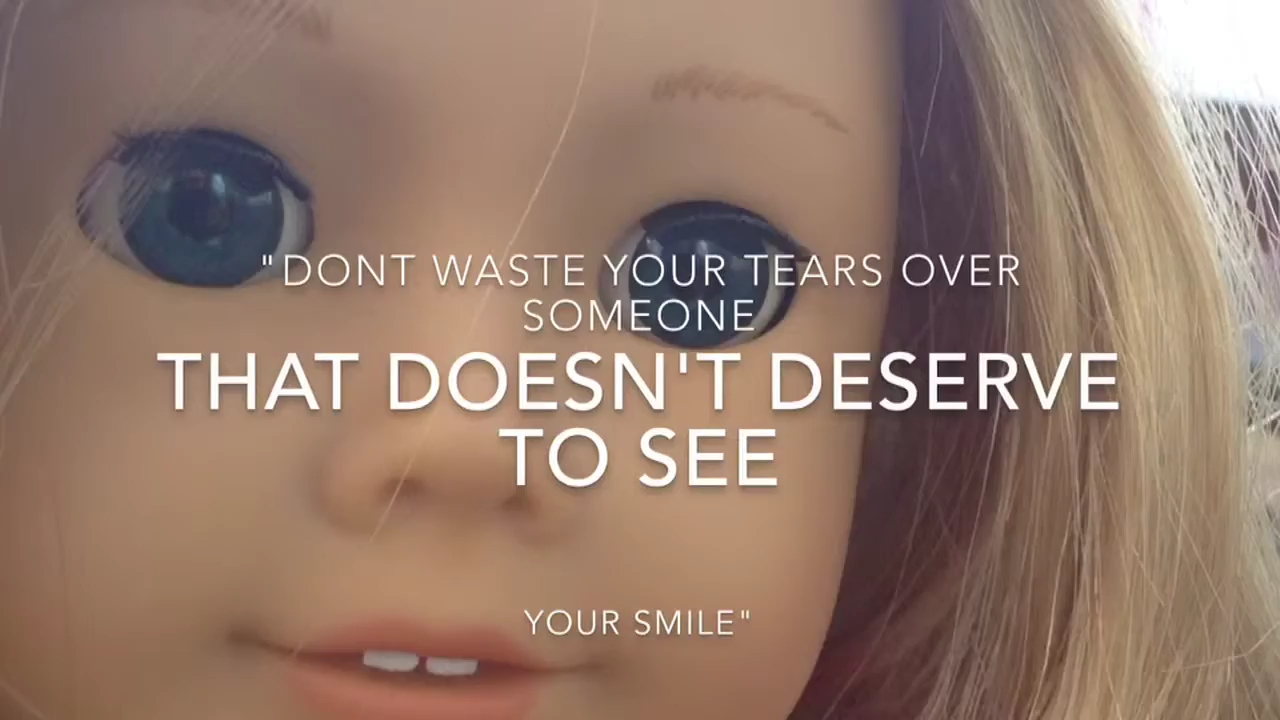 "DONT WASTE YOUR TEARS OVER
SOMEONE
THAT DOESN'T DESERVE
TO SEE
YOUR SMILE"